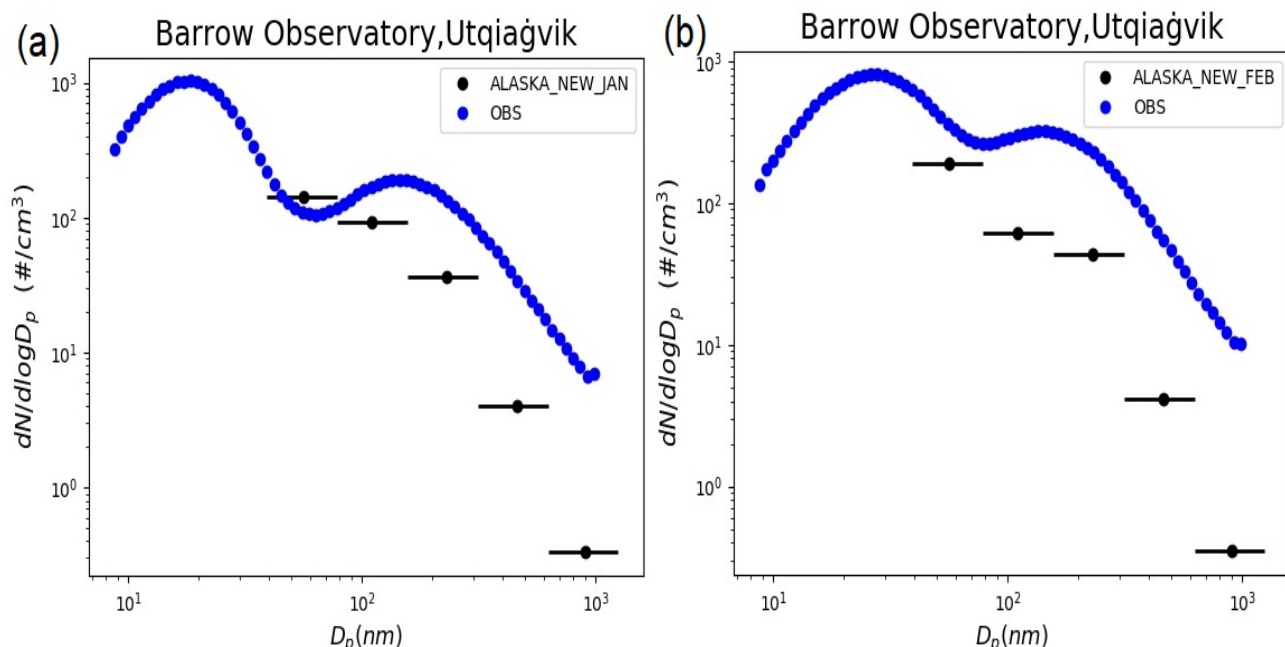 (a)
Barrow Observatory,Utqiaġvik
ALASKA_NEW_JAN
OBS
dN/dlogD_p (#/cm³)
10³
10²
10¹
10⁰
10¹
10²
10³
D_p(nm)
(b)
Barrow Observatory,Utqiaġvik
ALASKA_NEW_FEB
OBS
dN/dlogD_p (#/cm³)
10³
10²
10¹
10⁰
10¹
10²
10³
D_p(nm)